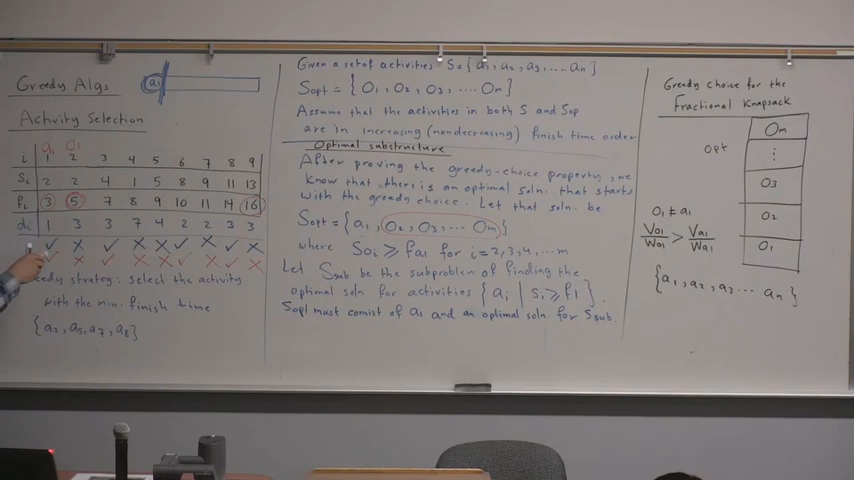 Greedy Algs
a1
Activity Selection
a1 O1
i 1 2 3 4 5 6 7 8 9
Si 2 2 4 1 5 8 9 11 13
fi 3 5 7 8 9 10 11 14 16
di 1 3 3 7 4 2 2 3 3
✓ X ✓ X X ✓ X ✓ X
✓ X ✓ X X ✓ X ✓ X
eedy strategy: select the activity
with the min. finish time
{a2, a5, a7, a8}
Given a set of activities = S = {a1, a2, a3, .... an}
Sopt = {O1, O2, O3, .... Om}
Assume that the activities in both S and Sop
are in increasing (nondecreasing) finish time order
Optimal substructure
After proving the greedy-choice property, we
know that there is an optimal soln. that starts
with the greedy choice. Let that soln. be
Sopt = {a1, O2, O3, ... Om}
where SOi ≥ fa1 for i = 2,3,4,...m
Let Ssub be the subproblem of finding the
optimal soln for activities {ai | Si ≥ f1}.
Sopt must consist of a1 and an optimal soln. for Ssub.
Greedy choice for the
Fractional Knapsack
OPT
Om
⋮
O3
O2
O1
O1 ≠ a1
VO1/WO1 > Va1/Wa1
{a1, a2, a3 ... an}